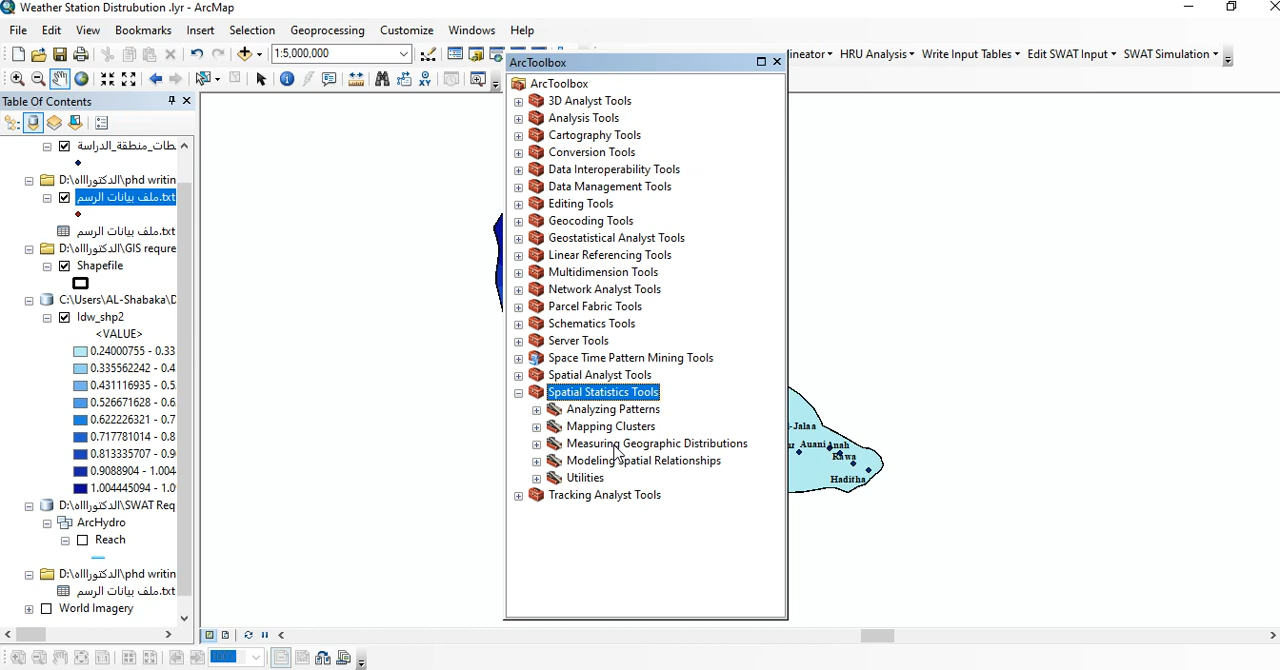 Weather Station Distrubution .lyr - ArcMap
File Edit View Bookmarks Insert Selection Geoprocessing Customize Windows Help
1:5,000,000
ineator HRU Analysis Write Input Tables Edit SWAT Input SWAT Simulation
Table Of Contents
طات_منطقة_الدراسة
D:\الدكتورااااه\phd writin
ملف بيانات الرسم.txt
ملف بيانات الرسم.txt
D:\الدكتورااااه\GIS requre
Shapefile
C:\Users\AL-Shabaka\D
Idw_shp2
<VALUE>
0.24000755 - 0.33
0.335562242 - 0.4
0.431116935 - 0.5
0.526671628 - 0.6
0.622226321 - 0.7
0.717781014 - 0.8
0.813335707 - 0.9
0.9088904 - 1.004
1.004445094 - 1.0
D:\الدكتورااااه\SWAT Req
ArcHydro
Reach
D:\الدكتورااااه\phd writin
ملف بيانات الرسم.txt
World Imagery
ArcToolbox
ArcToolbox
3D Analyst Tools
Analysis Tools
Cartography Tools
Conversion Tools
Data Interoperability Tools
Data Management Tools
Editing Tools
Geocoding Tools
Geostatistical Analyst Tools
Linear Referencing Tools
Multidimension Tools
Network Analyst Tools
Parcel Fabric Tools
Schematics Tools
Server Tools
Space Time Pattern Mining Tools
Spatial Analyst Tools
Spatial Statistics Tools
Analyzing Patterns
Mapping Clusters
Measuring Geographic Distributions
Modeling Spatial Relationships
Utilities
Tracking Analyst Tools
-Jalaa
Auani Anah
Rawa
Haditha
100%